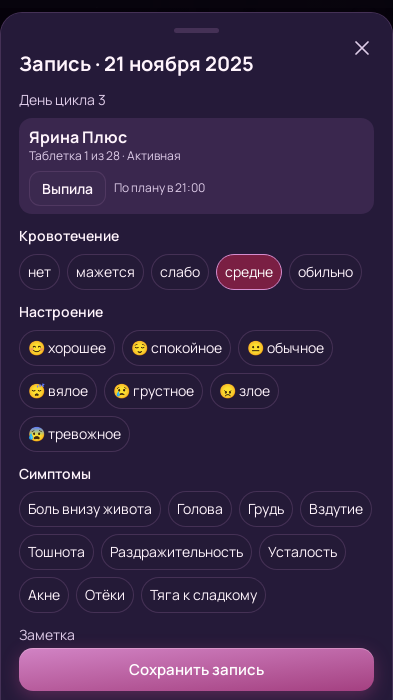 Запись · 21 ноября 2025
День цикла 3
Ярина Плюс
Таблетка 1 из 28 · Активная
Выпила По плану в 21:00
Кровотечение
нет мажется слабо средне обильно
Настроение
😊 хорошее 😌 спокойное 😐 обычное
😴 вялое 😢 грустное 😠 злое
😰 тревожное
Симптомы
Боль внизу живота Голова Грудь Вздутие
Тошнота Раздражительность Усталость
Акне Отёки Тяга к сладкому
Заметка
Сохранить запись